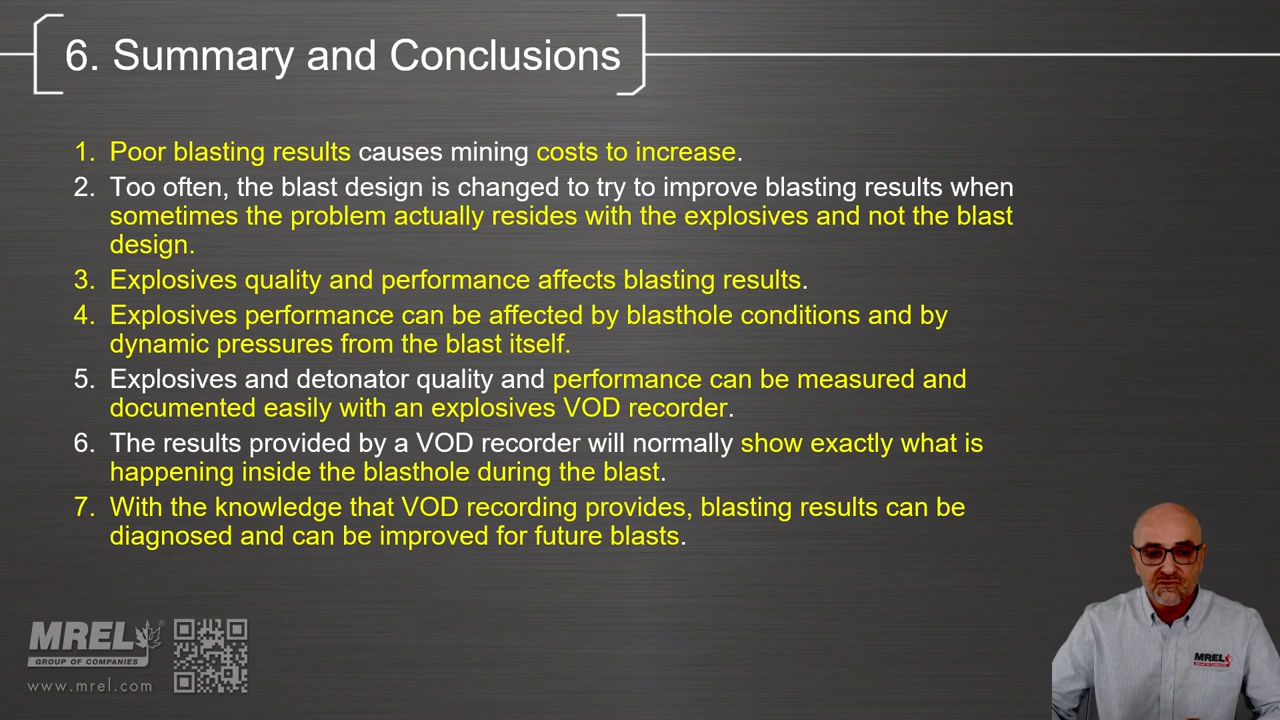 6. Summary and Conclusions
1. Poor blasting results causes mining costs to increase.
2. Too often, the blast design is changed to try to improve blasting results when
sometimes the problem actually resides with the explosives and not the blast
design.
3. Explosives quality and performance affects blasting results.
4. Explosives performance can be affected by blasthole conditions and by
dynamic pressures from the blast itself.
5. Explosives and detonator quality and performance can be measured and
documented easily with an explosives VOD recorder.
6. The results provided by a VOD recorder will normally show exactly what is
happening inside the blasthole during the blast.
7. With the knowledge that VOD recording provides, blasting results can be
diagnosed and can be improved for future blasts.
MREL®
GROUP OF COMPANIES
www.mrel.com
MREL